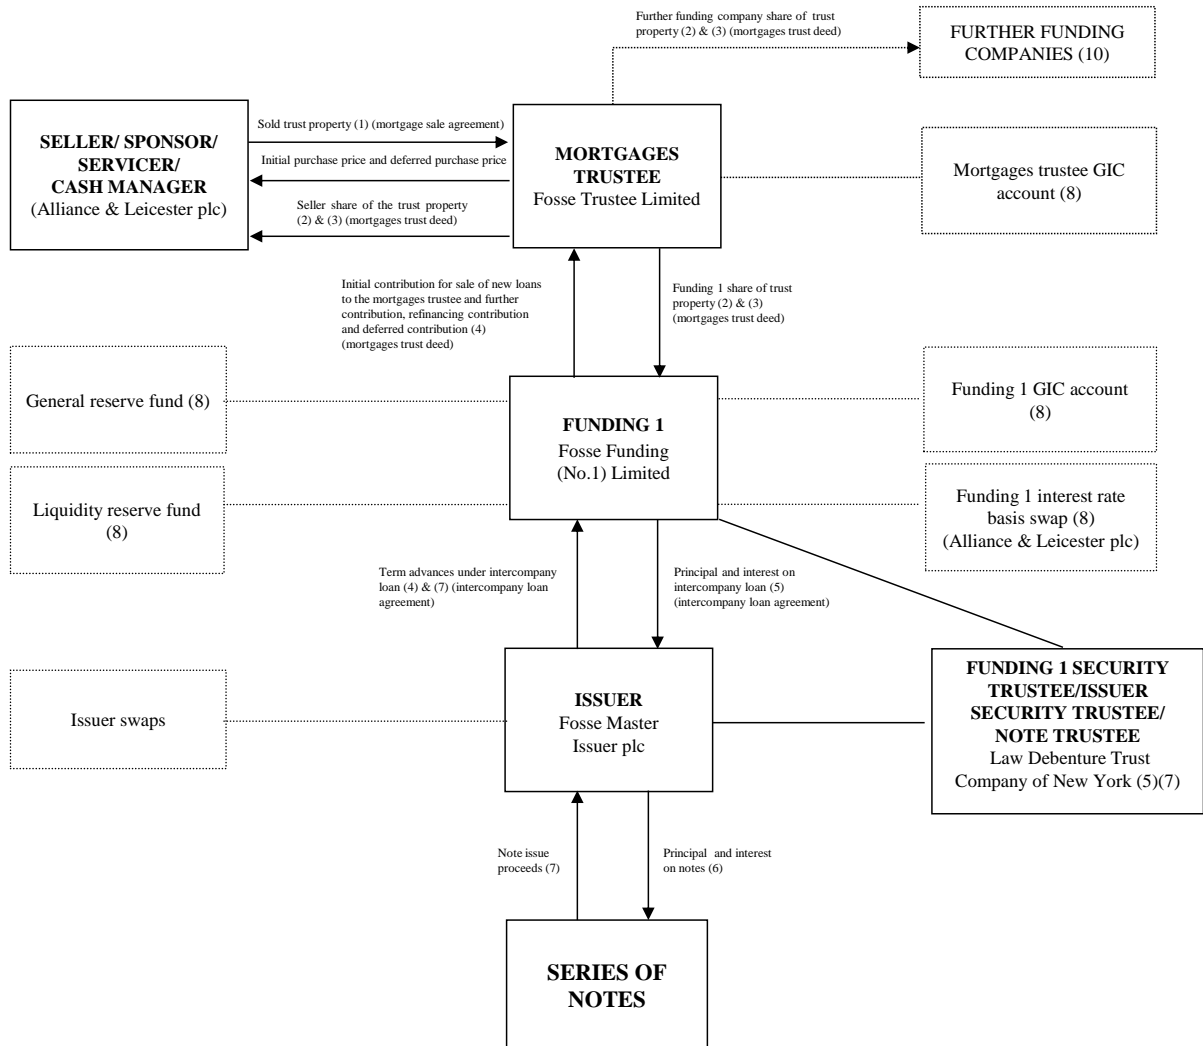 Further funding company share of trust
property (2) & (3) (mortgages trust deed)
FURTHER FUNDING
COMPANIES (10)
SELLER/ SPONSOR/
SERVICER/
CASH MANAGER
(Alliance & Leicester plc)
Sold trust property (1) (mortgage sale agreement)
Initial purchase price and deferred purchase price
Seller share of the trust property
(2) & (3) (mortgages trust deed)
MORTGAGES
TRUSTEE
Fosse Trustee Limited
Mortgages trustee GIC
account (8)
Initial contribution for sale of new loans
to the mortgages trustee and further
contribution, refinancing contribution
and deferred contribution (4)
(mortgages trust deed)
Funding 1 share of trust
property (2) & (3)
(mortgages trust deed)
General reserve fund (8)
FUNDING 1
Fosse Funding
(No.1) Limited
Funding 1 GIC account
(8)
Liquidity reserve fund
(8)
Funding 1 interest rate
basis swap (8)
(Alliance & Leicester plc)
Term advances under intercompany
loan (4) & (7) (intercompany loan
agreement)
Principal and interest on
intercompany loan (5)
(intercompany loan agreement)
Issuer swaps
ISSUER
Fosse Master
Issuer plc
FUNDING 1 SECURITY
TRUSTEE/ISSUER
SECURITY TRUSTEE/
NOTE TRUSTEE
Law Debenture Trust
Company of New York (5)(7)
Note issue
proceeds (7)
Principal and interest
on notes (6)
SERIES OF
NOTES